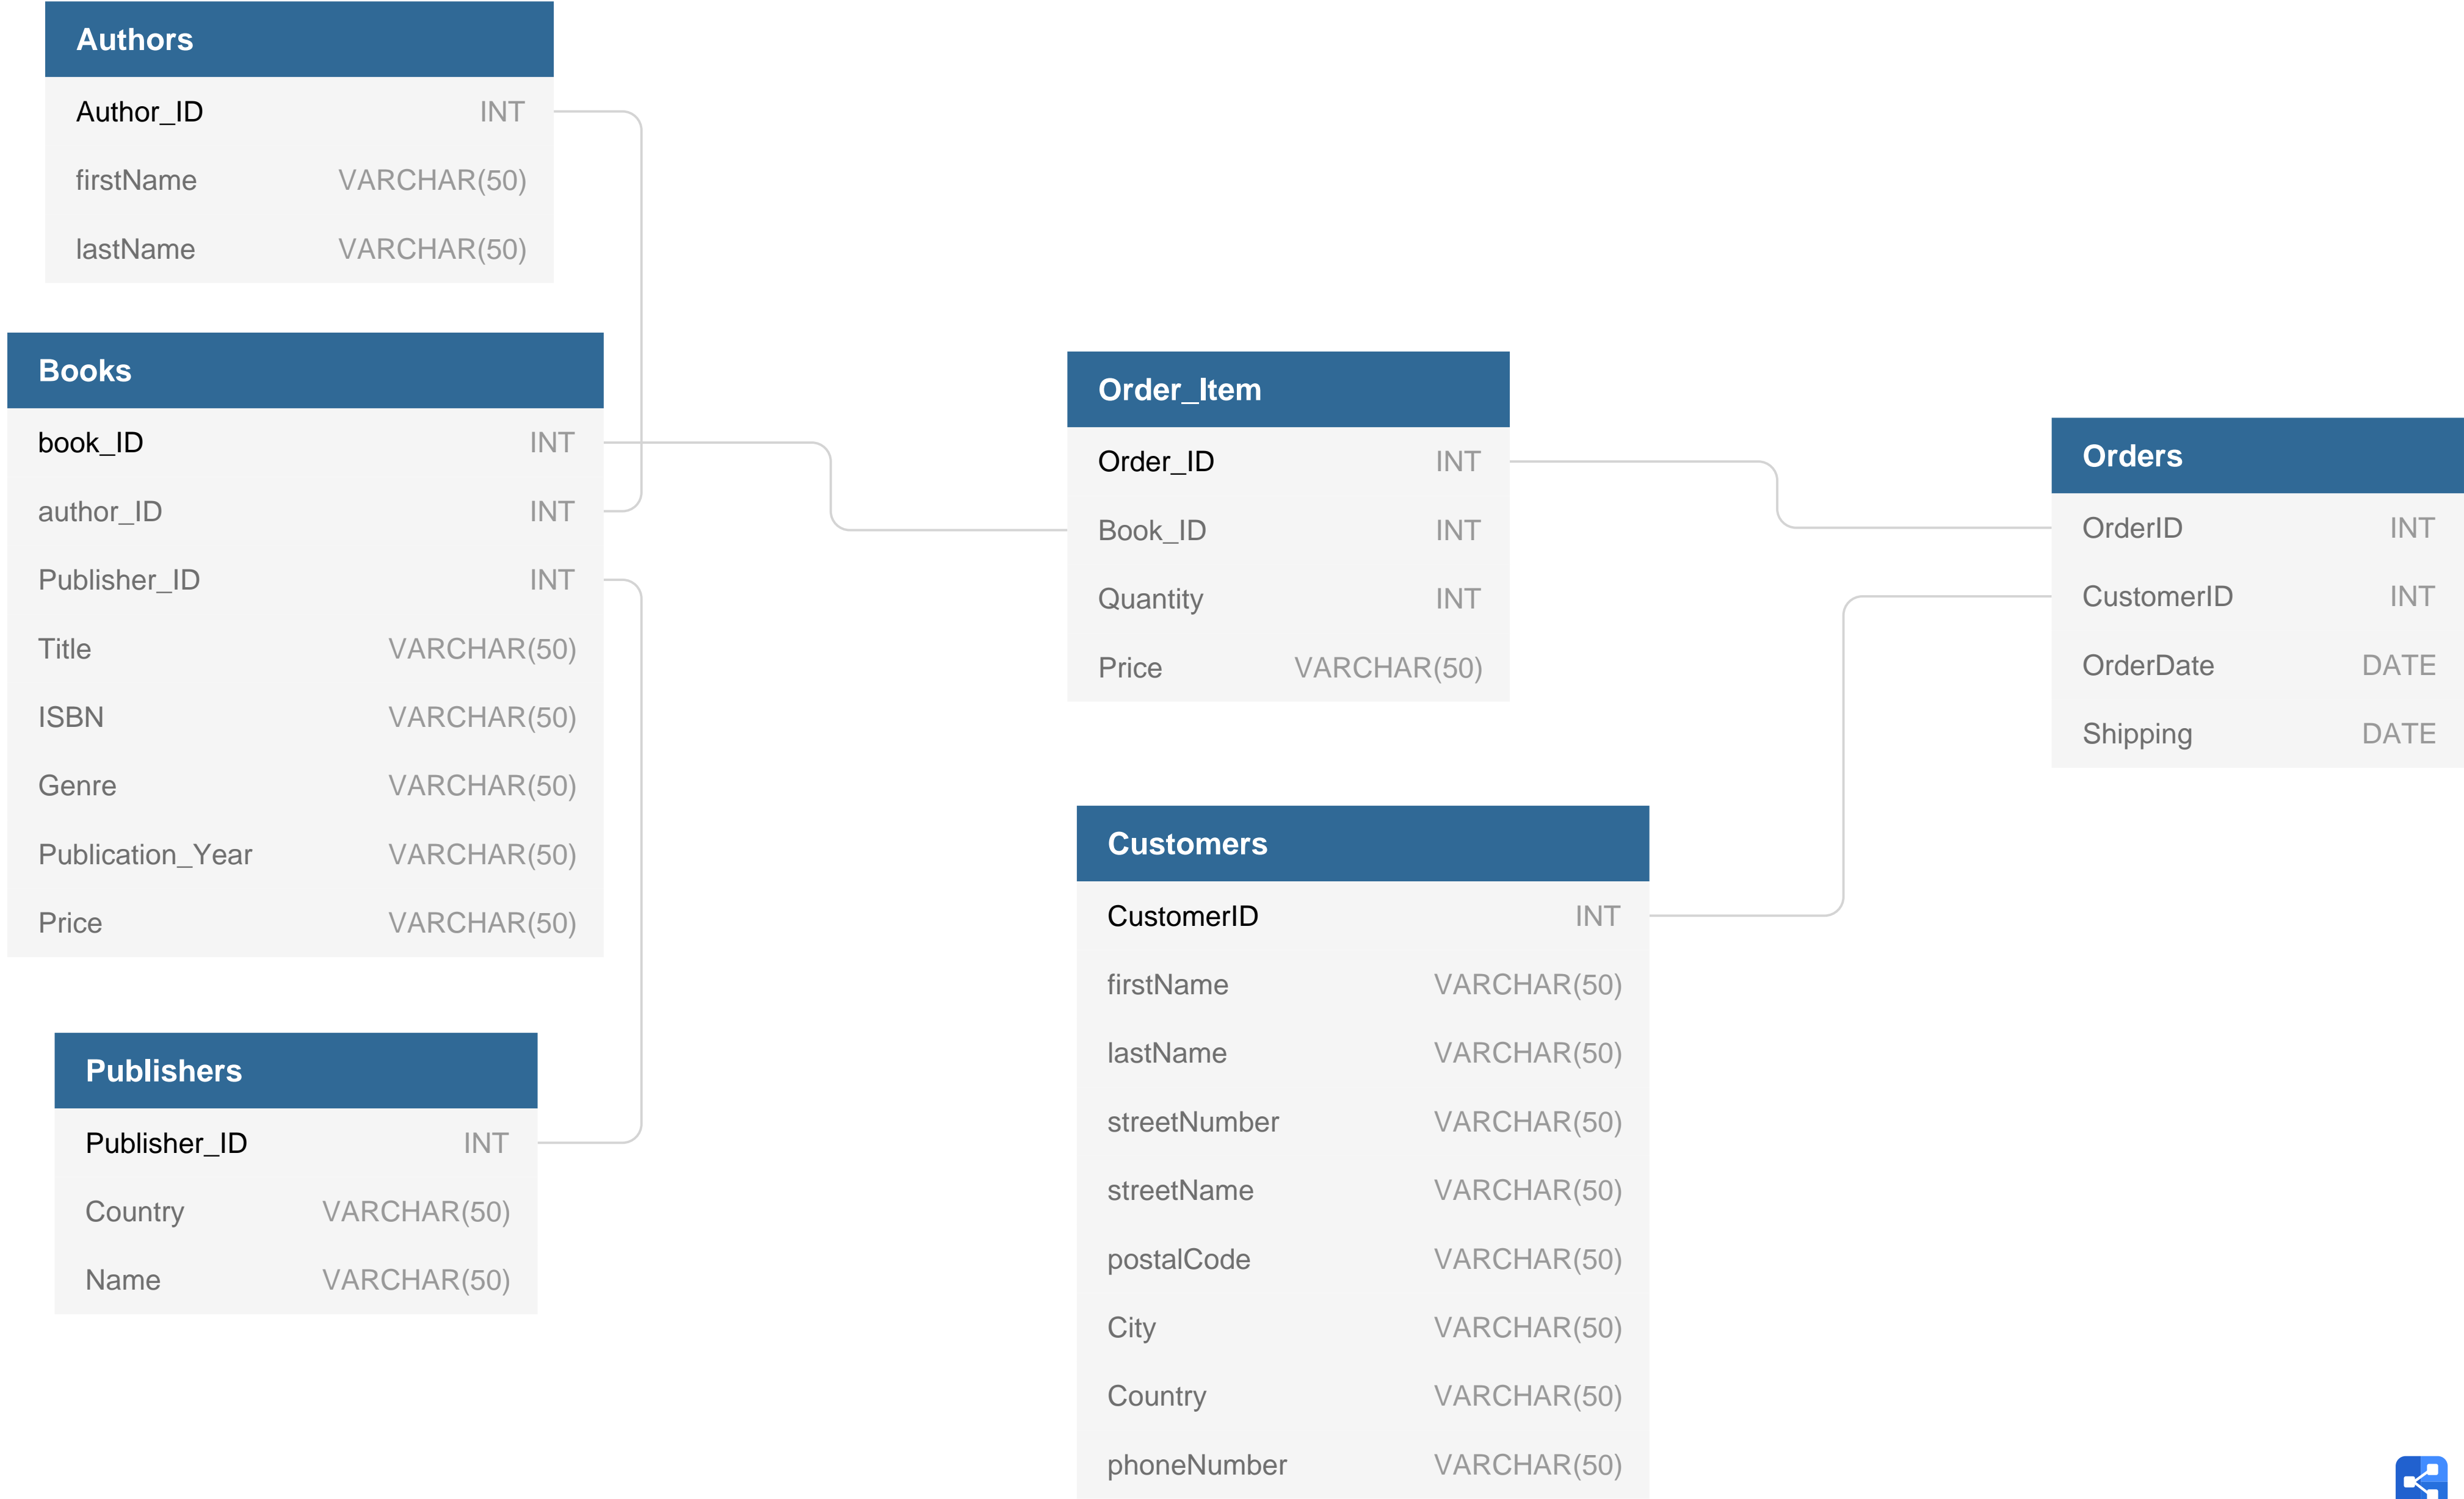 Authors
Author_ID INT
firstName VARCHAR(50)
lastName VARCHAR(50)
Books
book_ID INT
author_ID INT
Publisher_ID INT
Title VARCHAR(50)
ISBN VARCHAR(50)
Genre VARCHAR(50)
Publication_Year VARCHAR(50)
Price VARCHAR(50)
Publishers
Publisher_ID INT
Country VARCHAR(50)
Name VARCHAR(50)
Order_Item
Order_ID INT
Book_ID INT
Quantity INT
Price VARCHAR(50)
Customers
CustomerID INT
firstName VARCHAR(50)
lastName VARCHAR(50)
streetNumber VARCHAR(50)
streetName VARCHAR(50)
postalCode VARCHAR(50)
City VARCHAR(50)
Country VARCHAR(50)
phoneNumber VARCHAR(50)
Orders
OrderID INT
CustomerID INT
OrderDate DATE
Shipping DATE